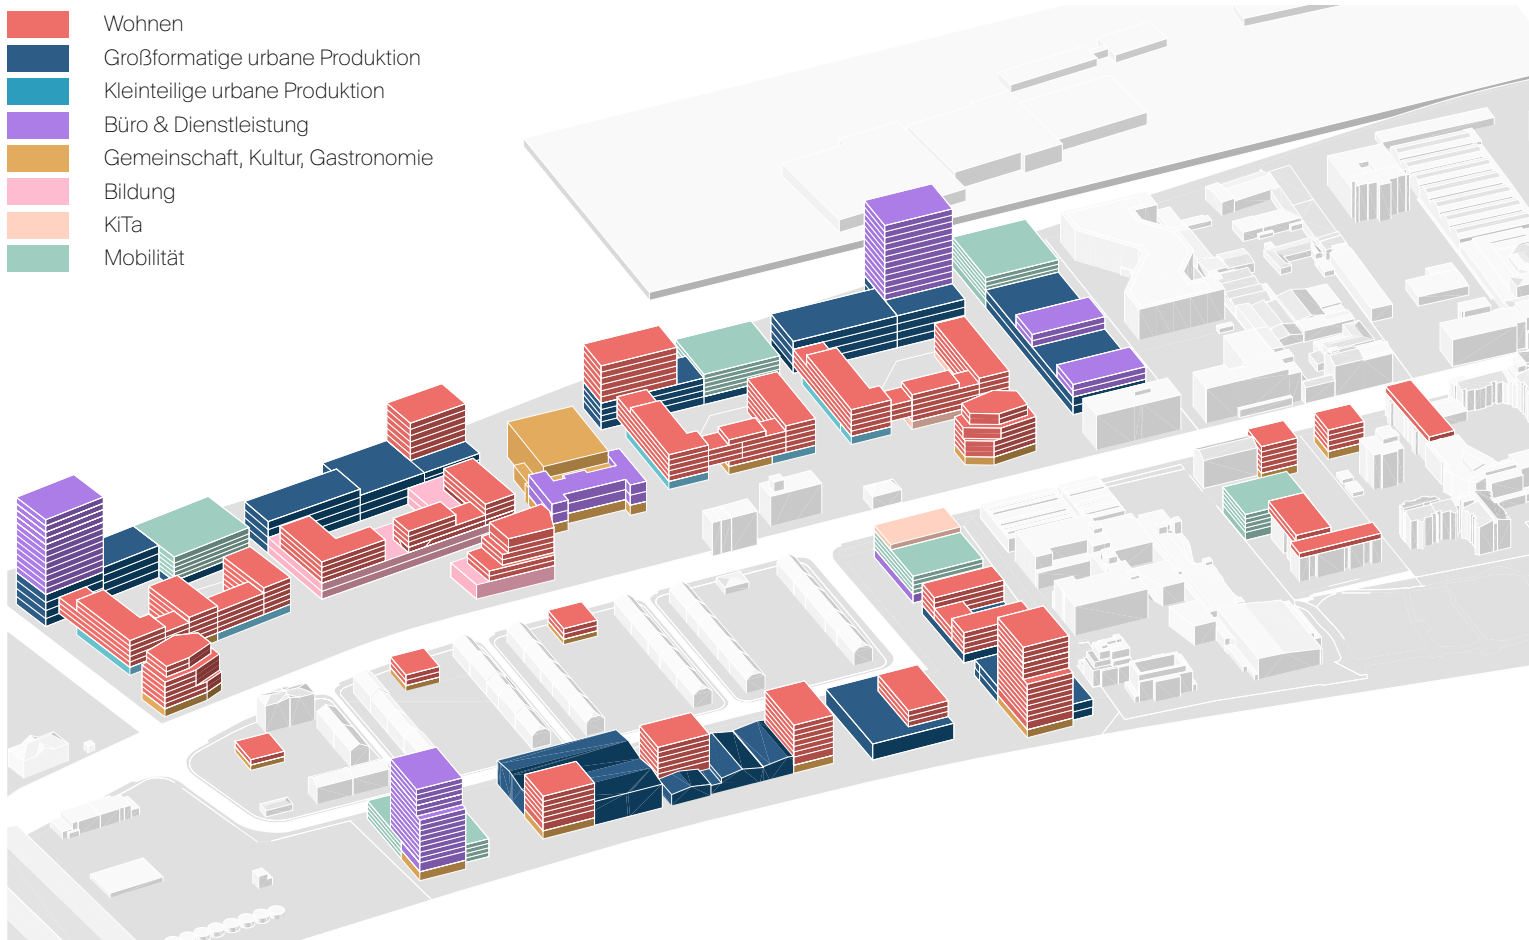 Wohnen
Großformatige urbane Produktion
Kleinteilige urbane Produktion
Büro & Dienstleistung
Gemeinschaft, Kultur, Gastronomie
Bildung
KiTa
Mobilität